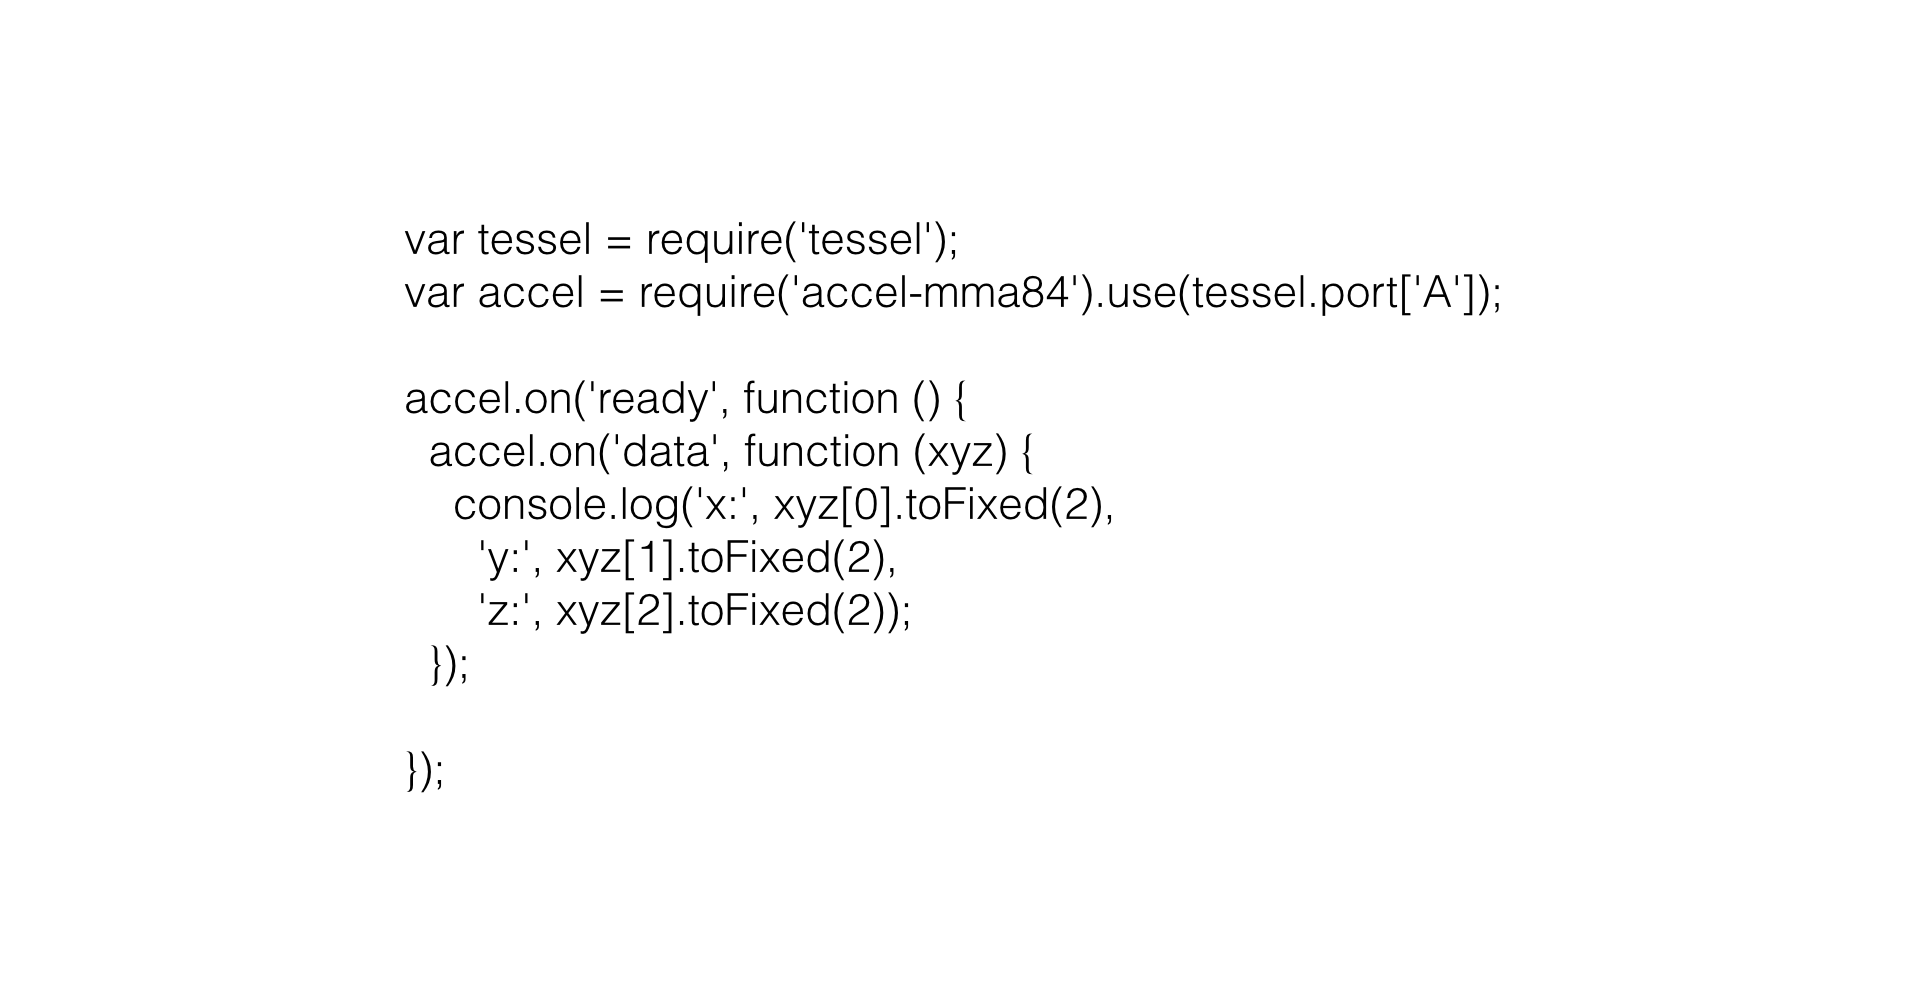 var tessel = require('tessel');
var accel = require('accel-mma84').use(tessel.port['A']);

accel.on('ready', function () {
  accel.on('data', function (xyz) {
    console.log('x:', xyz[0].toFixed(2),
      'y:', xyz[1].toFixed(2),
      'z:', xyz[2].toFixed(2));
  });

});